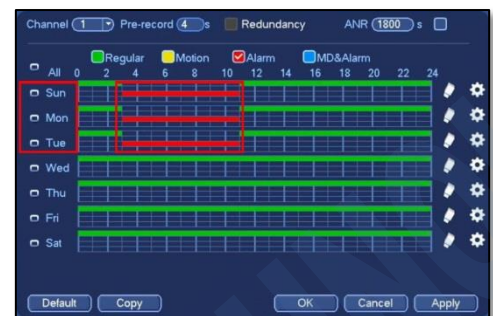 Channel 1 Pre-record 4 s Redundancy ANR 1800 s
Regular Motion Alarm MD&Alarm
All 0 2 4 6 8 10 12 14 16 18 20 22 24
Sun
Mon
Tue
Wed
Thu
Fri
Sat
Default Copy OK Cancel Apply